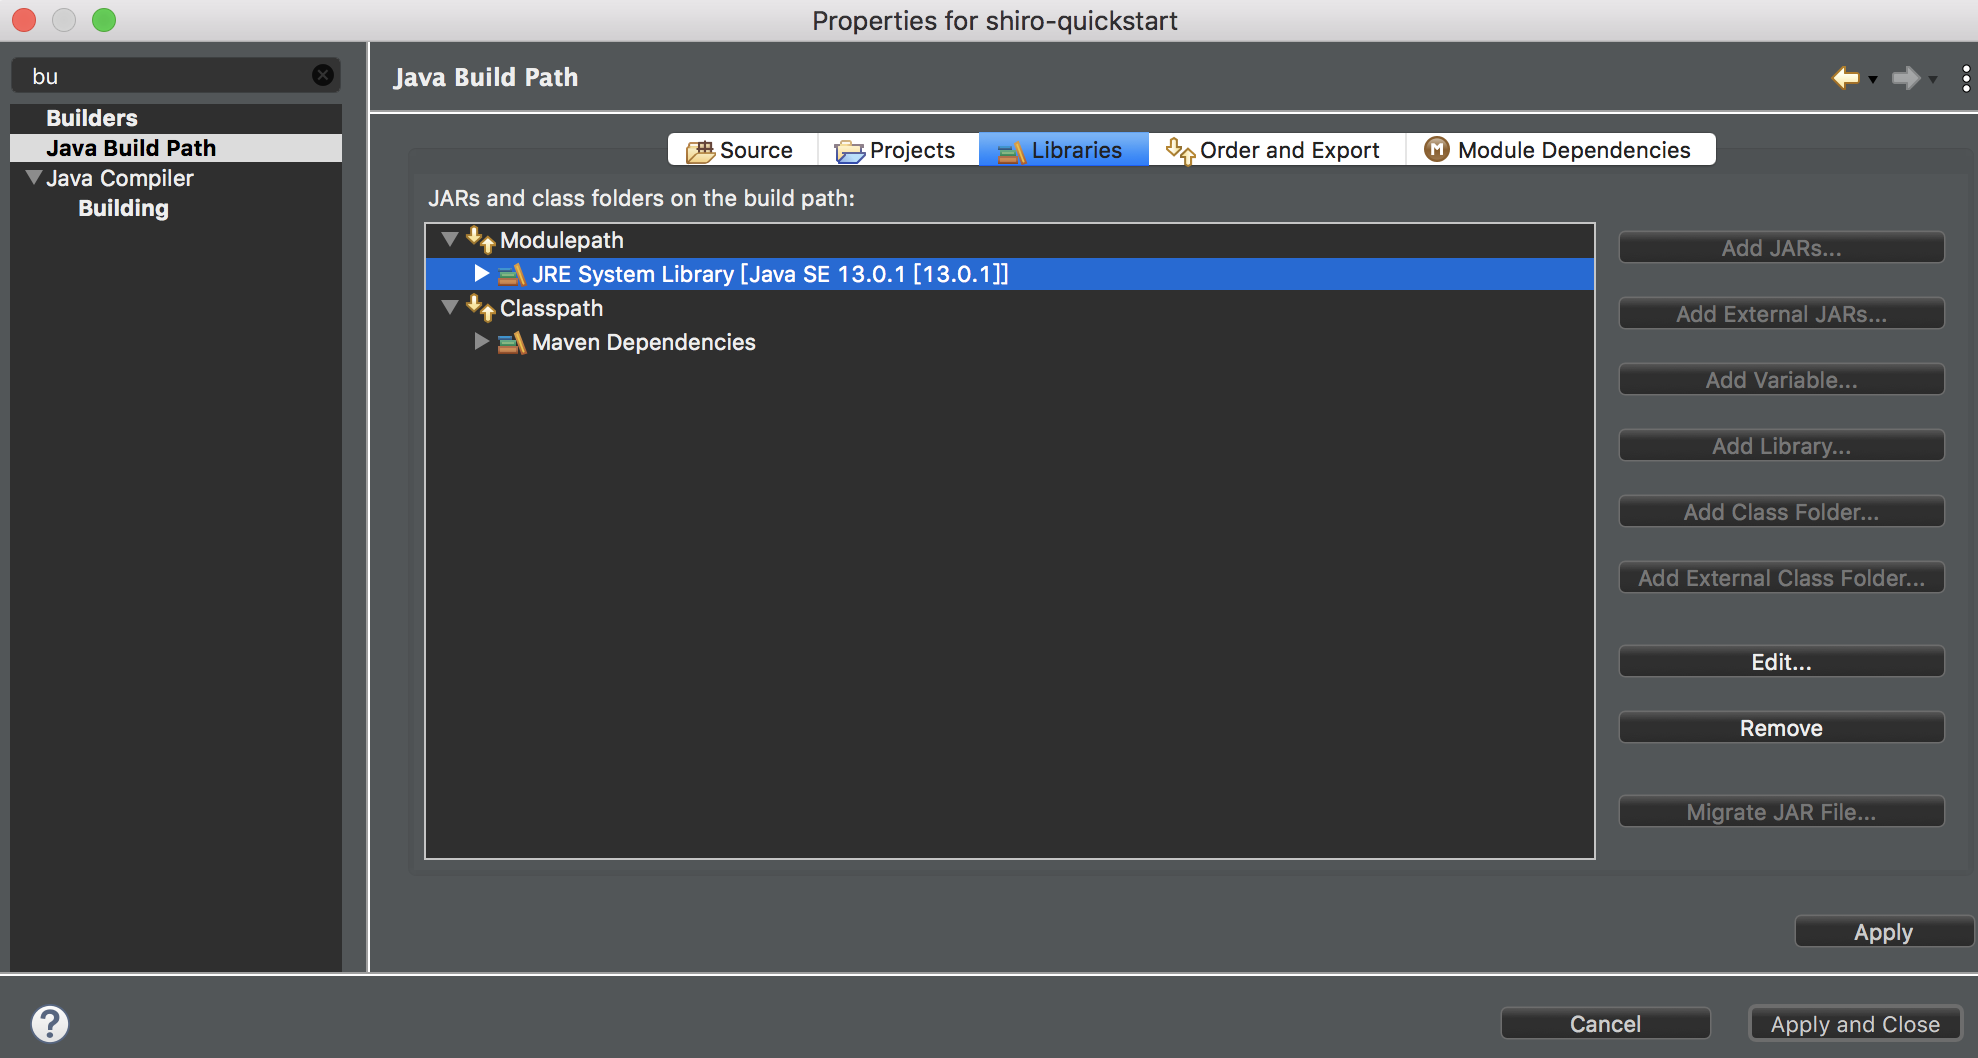 Properties for shiro-quickstart
bu
Builders
Java Build Path
Java Compiler
Building
Java Build Path
Source Projects Libraries Order and Export M Module Dependencies
JARs and class folders on the build path:
Modulepath
JRE System Library [Java SE 13.0.1 [13.0.1]]
Classpath
Maven Dependencies
Add JARs...
Add External JARs...
Add Variable...
Add Library...
Add Class Folder...
Add External Class Folder...
Edit...
Remove
Migrate JAR File...
Apply
?
Cancel
Apply and Close